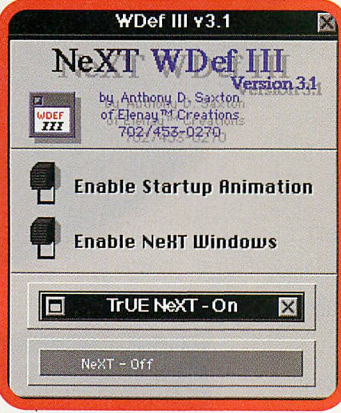 WDef III v3.1
NeXT WDef III
Version 3.1
by Anthony D. Saxton
of Elenay™ Creations
702/453-0270
WDEF
III
Enable Startup Animation
Enable NeXT Windows
TrUE NeXT - On
NeXT - Off